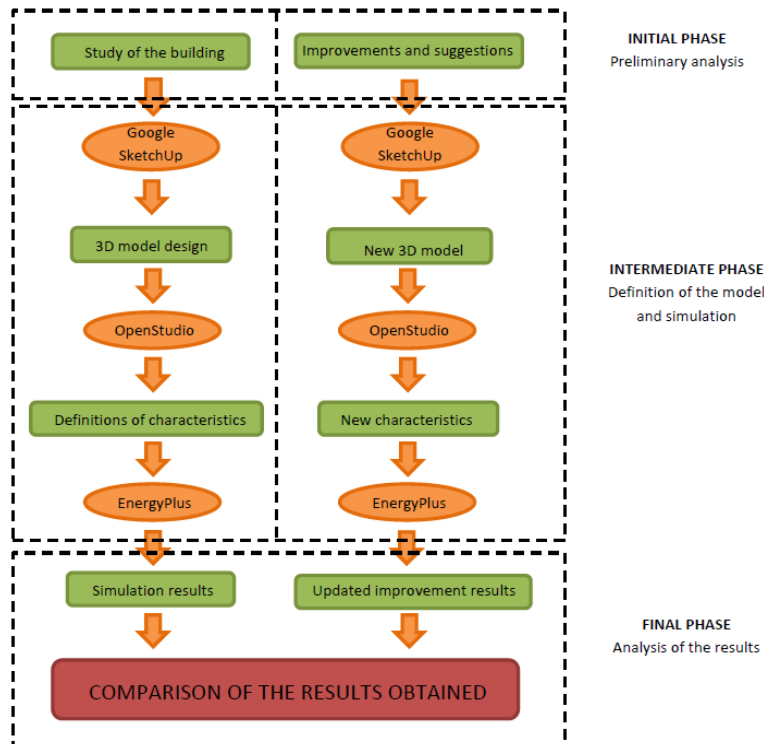 Study of the building
Improvements and suggestions
INITIAL PHASE
Preliminary analysis
Google
SketchUp
Google
SketchUp
3D model design
New 3D model
INTERMEDIATE PHASE
Definition of the model
and simulation
OpenStudio
OpenStudio
Definitions of characteristics
New characteristics
EnergyPlus
EnergyPlus
Simulation results
Updated improvement results
FINAL PHASE
Analysis of the results
COMPARISON OF THE RESULTS OBTAINED